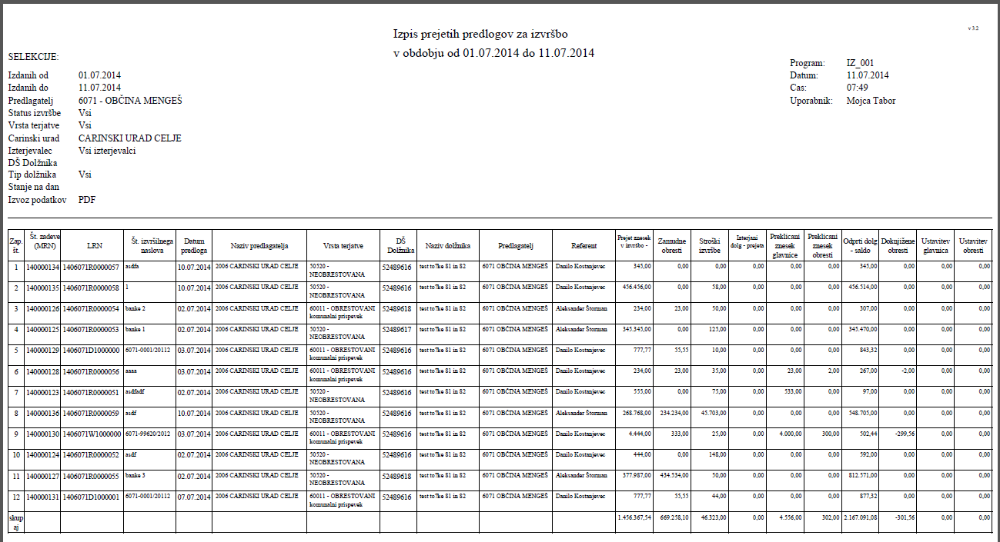 v 3.2
Izpis prejetih predlogov za izvršbo
v obdobju od 01.07.2014 do 11.07.2014
SELEKCIJE:
Izdanih od 01.07.2014
Izdanih do 11.07.2014
Predlagatelj 6071 - OBČINA MENGEŠ
Status izvršbe Vsi
Vrsta terjatve Vsi
Carinski urad CARINSKI URAD CELJE
Izterjevalec Vsi izterjevalci
DŠ Dolžnika
Tip dolžnika Vsi
Stanje na dan
Izvoz podatkov PDF
Program: IZ_001
Datum: 11.07.2014
Cas: 07:49
Uporabnik: Mojca Tabor
Zap. št. Št. zadeve (MRN) LRN Št. izvršilnega naslova Datum predloga Naziv predlagatelja Vrsta terjatve DŠ Dolžnika Naziv dolžnika Predlagatelj Referent Prejet znesek v izvršbo - Zamudne obresti Stroški izvršbe Izterjani dolg - prejeta Preklicani znesek glavnice Preklicani znesek obresti Odprti dolg - saldo Doknjižene obresti Ustavitev glavnica Ustavitev obresti
1 140000134 1406071R0000057 asdfa 10.07.2014 2006 CARINSKI URAD CELJE 50520 - NEOBRESTOVANA 52489616 test to7ke 81 in 82 6071 OBČINA MENGEŠ Danilo Kostanjevec 345,00 0,00 0,00 0,00 0,00 0,00 345,00 0,00 0,00 0,00
2 140000135 1406071R0000058 1 10.07.2014 2006 CARINSKI URAD CELJE 50520 - NEOBRESTOVANA 52489616 test to7ke 81 in 82 6071 OBČINA MENGEŠ Danilo Kostanjevec 456.456,00 0,00 58,00 0,00 0,00 0,00 456.514,00 0,00 0,00 0,00
3 140000126 1406071R0000054 banke 2 02.07.2014 2006 CARINSKI URAD CELJE 60011 - OBRESTOVANI komunalni prispevek 52489618 test to7ke 81 in 82 6071 OBČINA MENGEŠ Aleksander Štorman 234,00 23,00 50,00 0,00 0,00 0,00 307,00 0,00 0,00 0,00
4 140000125 1406071R0000053 banke 1 02.07.2014 2006 CARINSKI URAD CELJE 50520 - NEOBRESTOVANA 52489617 test to7ke 81 in 82 6071 OBČINA MENGEŠ Aleksander Štorman 345.345,00 0,00 125,00 0,00 0,00 0,00 345.470,00 0,00 0,00 0,00
5 140000129 1406071D1000000 6071-0001/20112 03.07.2014 2006 CARINSKI URAD CELJE 60011 - OBRESTOVANI komunalni prispevek 52489616 test to7ke 81 in 82 6071 OBČINA MENGEŠ Danilo Kostanjevec 777,77 55,55 10,00 0,00 0,00 0,00 843,32 0,00 0,00 0,00
6 140000128 1406071R0000056 aaaa 03.07.2014 2006 CARINSKI URAD CELJE 60011 - OBRESTOVANI komunalni prispevek 52489616 test to7ke 81 in 82 6071 OBČINA MENGEŠ Danilo Kostanjevec 234,00 23,00 35,00 0,00 23,00 2,00 267,00 -2,00 0,00 0,00
7 140000123 1406071R0000051 asdfadf 02.07.2014 2006 CARINSKI URAD CELJE 50520 - NEOBRESTOVANA 52489616 test to7ke 81 in 82 6071 OBČINA MENGEŠ Danilo Kostanjevec 555,00 0,00 75,00 0,00 533,00 0,00 97,00 0,00 0,00 0,00
8 140000136 1406071R0000059 asdf 10.07.2014 2006 CARINSKI URAD CELJE 50520 - NEOBRESTOVANA 52489616 test to7ke 81 in 82 6071 OBČINA MENGEŠ Aleksander Štorman 268.768,00 234.234,00 45.703,00 0,00 0,00 0,00 548.705,00 0,00 0,00 0,00
9 140000130 1406071W1000000 6071-99620/2012 03.07.2014 2006 CARINSKI URAD CELJE 60011 - OBRESTOVANI komunalni prispevek 52489616 test to7ke 81 in 82 6071 OBČINA MENGEŠ Danilo Kostanjevec 4.444,00 333,00 25,00 0,00 4.000,00 300,00 502,44 -299,56 0,00 0,00
10 140000124 1406071R0000052 asdf 02.07.2014 2006 CARINSKI URAD CELJE 50520 - NEOBRESTOVANA 52489616 test to7ke 81 in 82 6071 OBČINA MENGEŠ Danilo Kostanjevec 444,00 0,00 148,00 0,00 0,00 0,00 592,00 0,00 0,00 0,00
11 140000127 1406071R0000055 banke 3 02.07.2014 2006 CARINSKI URAD CELJE 50520 - NEOBRESTOVANA 52489618 test to7ke 81 in 82 6071 OBČINA MENGEŠ Aleksander Štorman 377.987,00 434.534,00 50,00 0,00 0,00 0,00 812.571,00 0,00 0,00 0,00
12 140000131 1406071D1000001 6071-0001/20112 07.07.2014 2006 CARINSKI URAD CELJE 60011 - OBRESTOVANI komunalni prispevek 52489616 test to7ke 81 in 82 6071 OBČINA MENGEŠ Danilo Kostanjevec 777,77 55,55 44,00 0,00 0,00 0,00 877,32 0,00 0,00 0,00
skupaj 1.456.367,54 669.258,10 46.323,00 0,00 4.556,00 302,00 2.167.091,08 -301,56 0,00 0,00